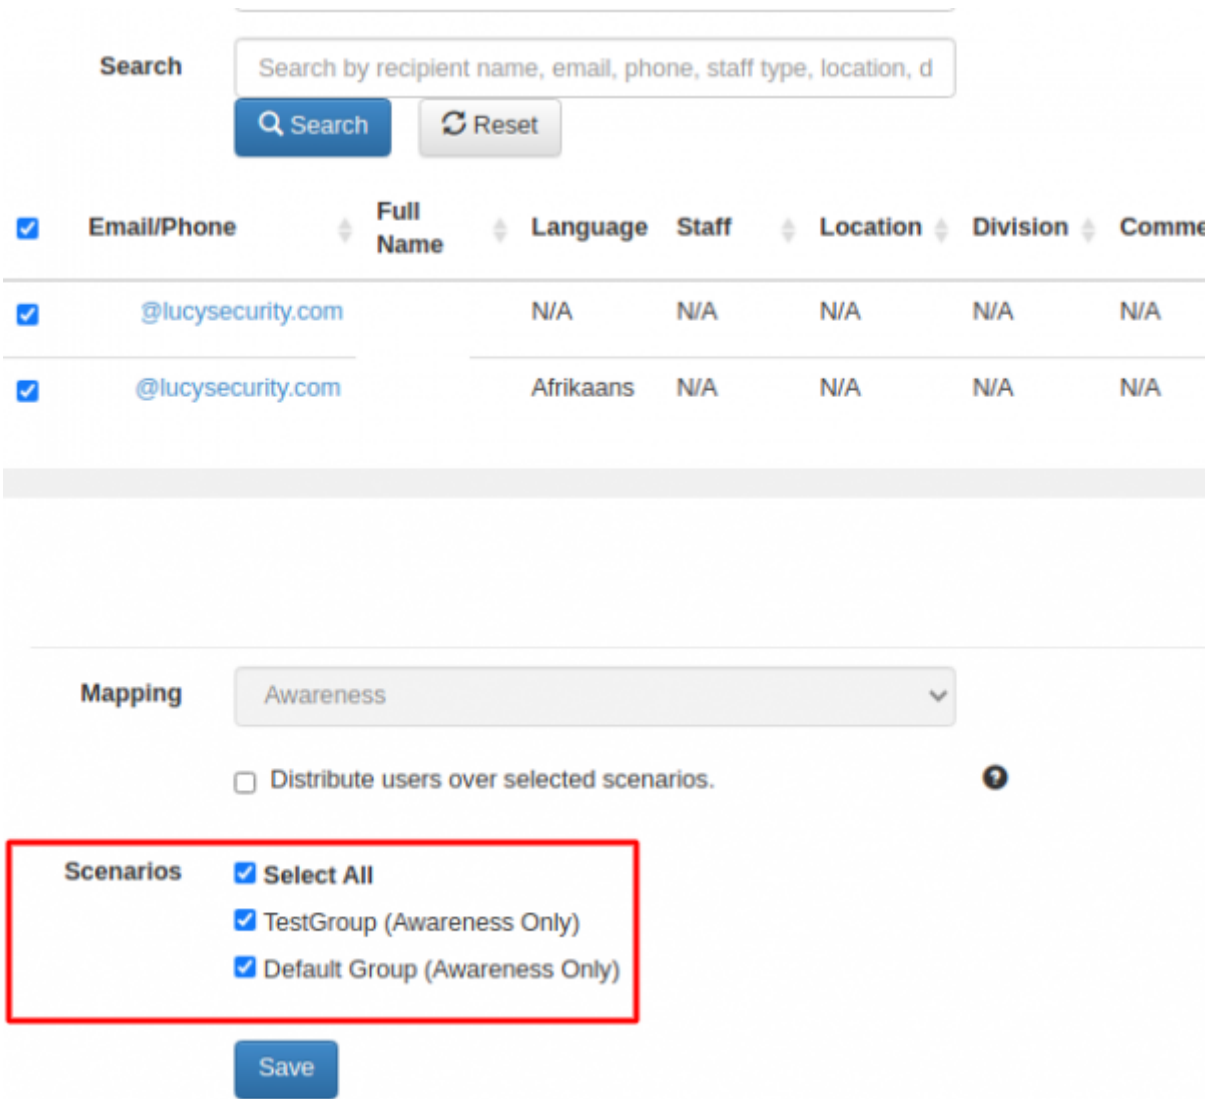 Search
Search by recipient name, email, phone, staff type, location, d
Search Reset
Email/Phone Full Name Language Staff Location Division Comme
@lucysecurity.com N/A N/A N/A N/A N/A
@lucysecurity.com Afrikaans N/A N/A N/A N/A
Mapping Awareness
Distribute users over selected scenarios.
Scenarios Select All
TestGroup (Awareness Only)
Default Group (Awareness Only)
Save